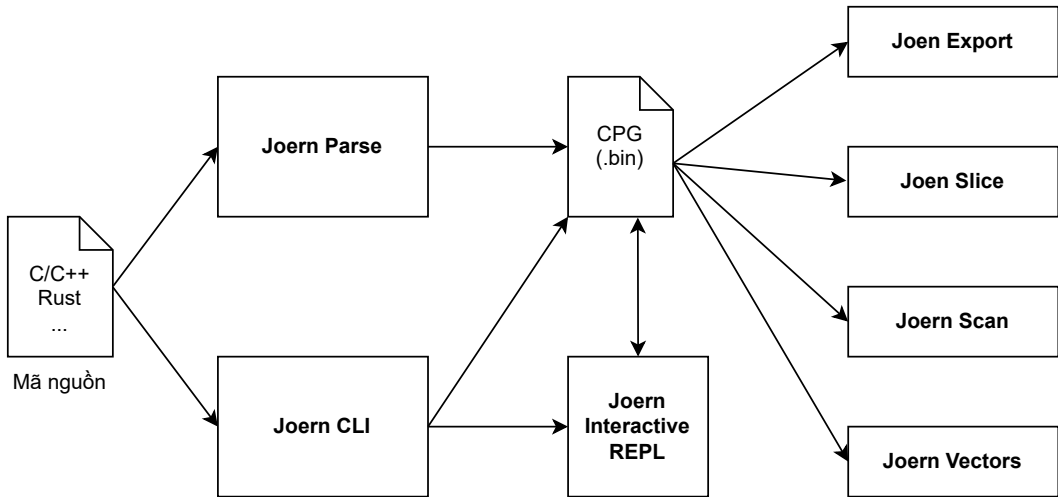 C/C++
Rust
...
Mã nguồn
Joern Parse
Joern CLI
CPG
(.bin)
Joern
Interactive
REPL
Joen Export
Joen Slice
Joern Scan
Joern Vectors